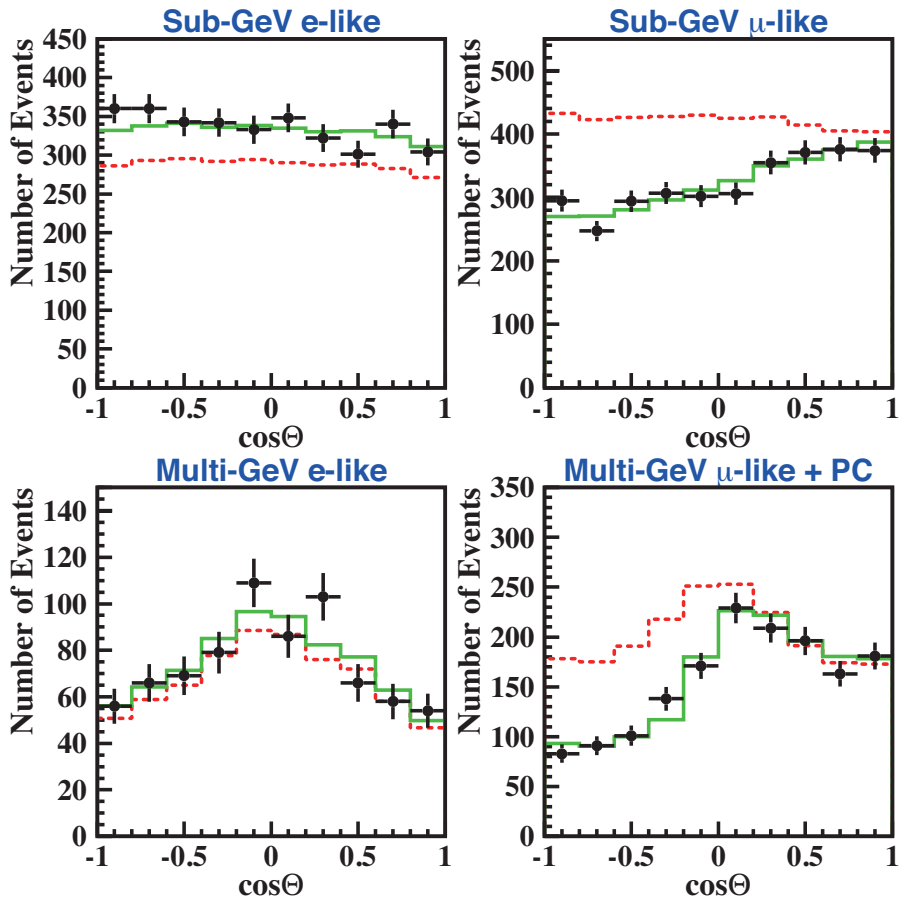 Sub-GeV e-like
Number of Events
450
400
350
300
250
200
150
100
50
0
-1 -0.5 0 0.5 1
cosΘ
Sub-GeV μ-like
Number of Events
500
400
300
200
100
0
-1 -0.5 0 0.5 1
cosΘ
Multi-GeV e-like
Number of Events
140
120
100
80
60
40
20
0
-1 -0.5 0 0.5 1
cosΘ
Multi-GeV μ-like + PC
Number of Events
350
300
250
200
150
100
50
0
-1 -0.5 0 0.5 1
cosΘ